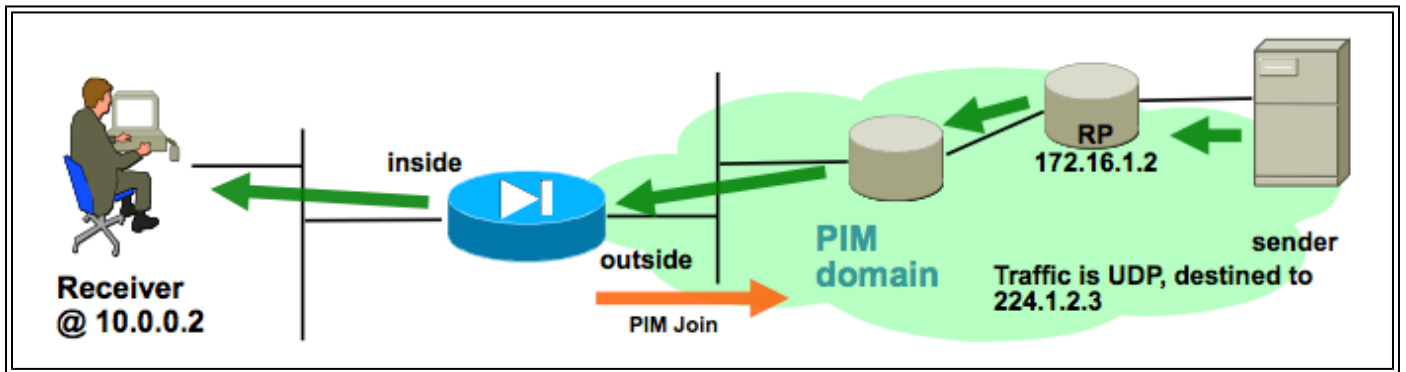 inside
Receiver
@ 10.0.0.2
outside
PIM Join
PIM
domain
RP
172.16.1.2
sender
Traffic is UDP, destined to
224.1.2.3